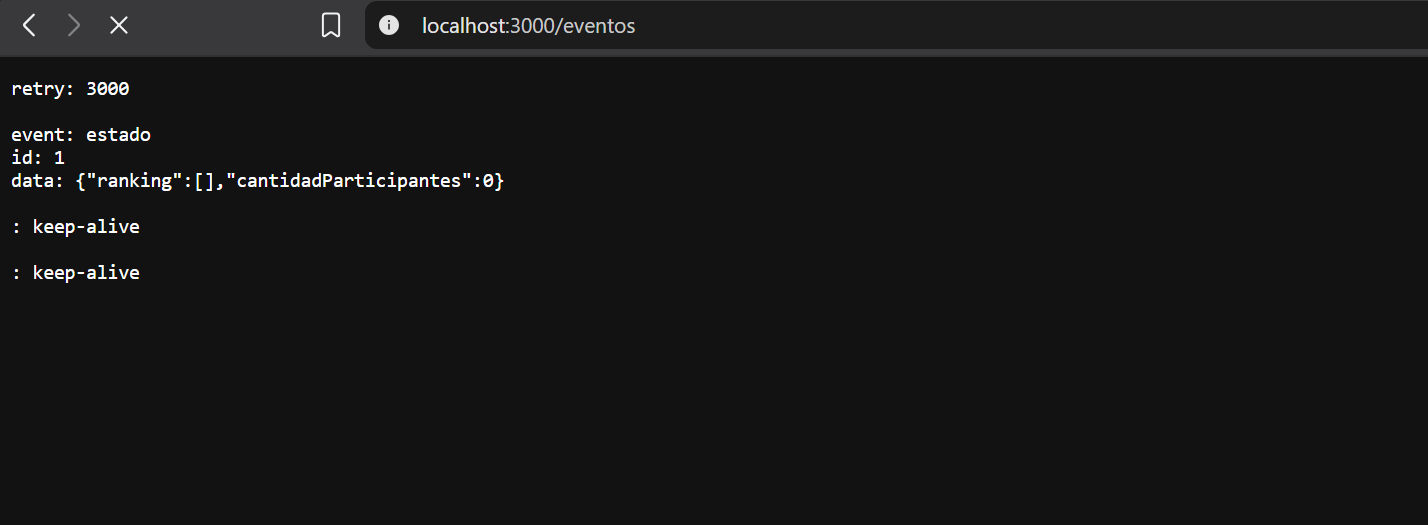 localhost:3000/eventos
retry: 3000
event: estado
id: 1
data: {"ranking":[],"cantidadParticipantes":0}
: keep-alive
: keep-alive